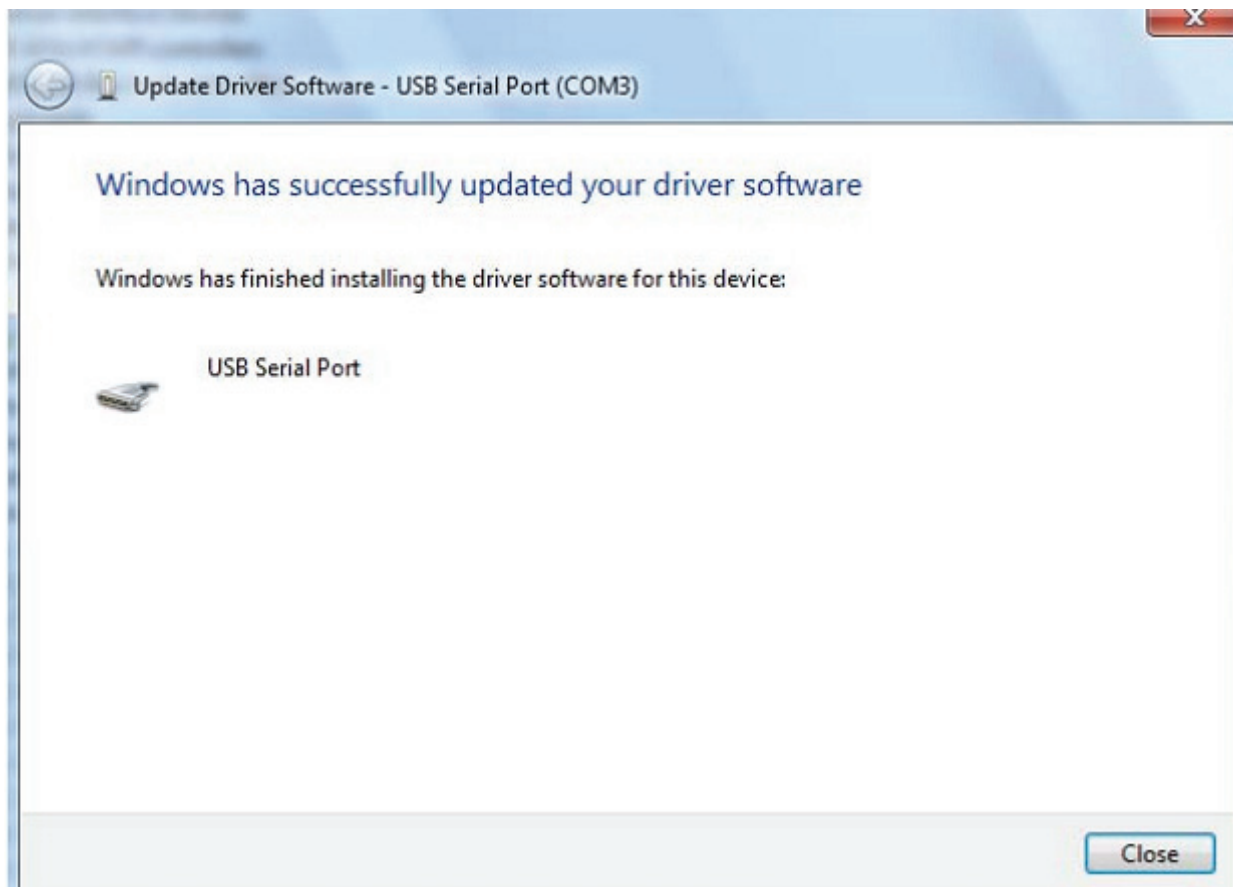 Update Driver Software - USB Serial Port (COM3)
Windows has successfully updated your driver software
Windows has finished installing the driver software for this device:
USB Serial Port
Close